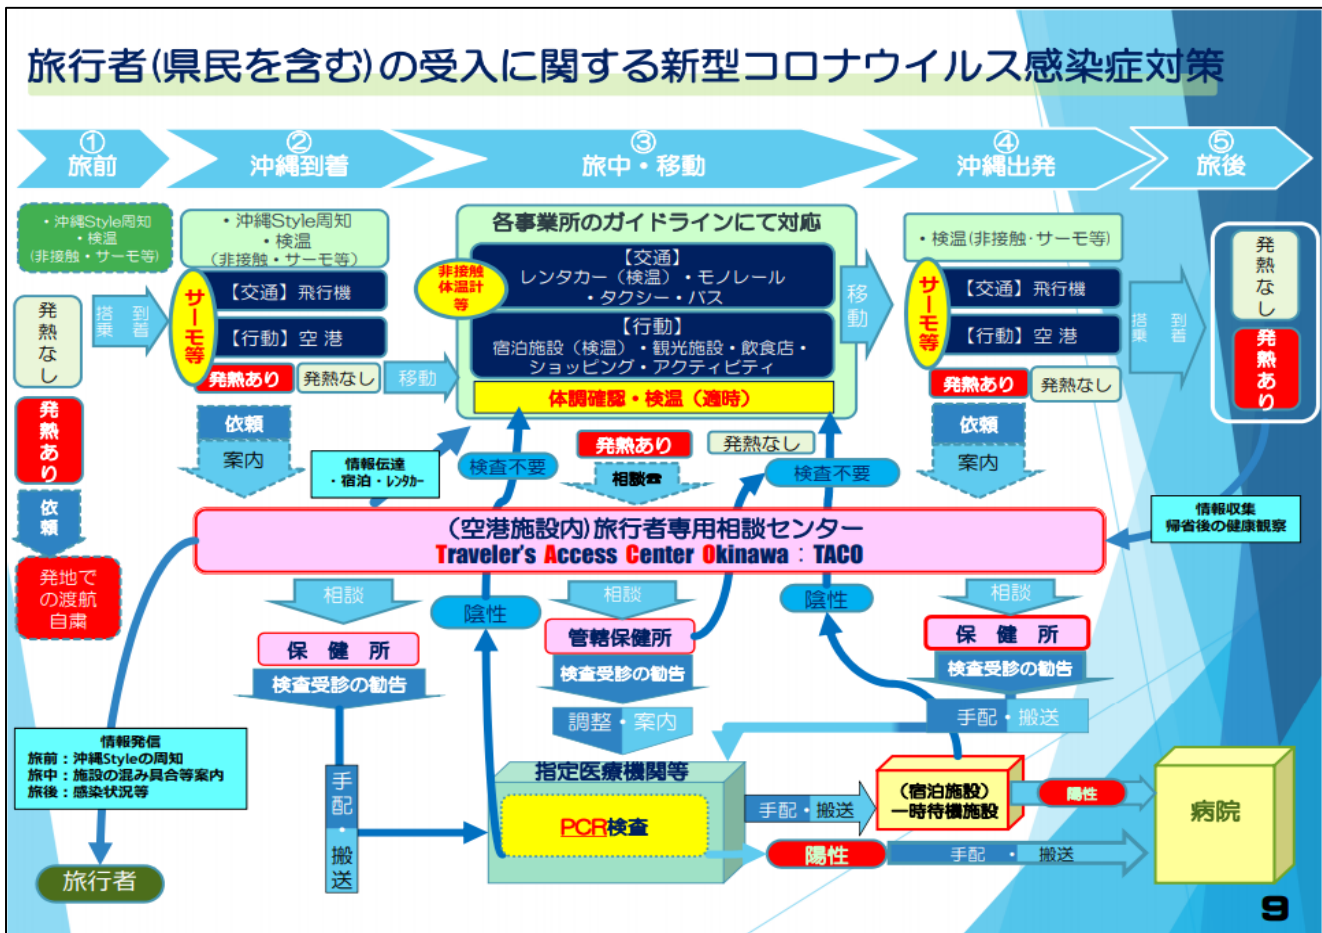 旅行者(県民を含む)の受入に関する新型コロナウイルス感染症対策
①
旅前
②
沖縄到着
③
旅中・移動
④
沖縄出発
⑤
旅後
・沖縄Style周知
・検温
(非接触・サーモ等)
発熱なし
発熱あり
依頼
発地で
の渡航
自粛
搭乗
到着
・沖縄Style周知
・検温
(非接触・サーモ等)
サーモ等
【交通】飛行機
【行動】空 港
発熱あり
発熱なし
移動
依頼
案内
各事業所のガイドラインにて対応
非接触
体温計
等
【交通】
レンタカー（検温）・モノレール
・タクシー・バス
【行動】
宿泊施設（検温）・観光施設・飲食店・
ショッピング・アクティビティ
体調確認・検温（適時）
発熱あり
発熱なし
相談☎
検査不要
検査不要
情報伝達
・宿泊・レンタカー
移動
・検温(非接触・サーモ等)
サーモ等
【交通】飛行機
【行動】空 港
発熱あり
発熱なし
依頼
案内
搭乗
到着
発熱なし
発熱あり
情報収集
帰省後の健康観察
(空港施設内)旅行者専用相談センター
Traveler's Access Center Okinawa：TACO
相談
保 健 所
検査受診の勧告
手配・搬送
陰性
相談
管轄保健所
検査受診の勧告
調整・案内
陰性
相談
保 健 所
検査受診の勧告
手配・搬送
情報発信
旅前：沖縄Styleの周知
旅中：施設の混み具合等案内
旅後：感染状況等
旅行者
指定医療機関等
PCR検査
手配・搬送
(宿泊施設)
一時待機施設
陽性
陽性
手配・搬送
病院
9